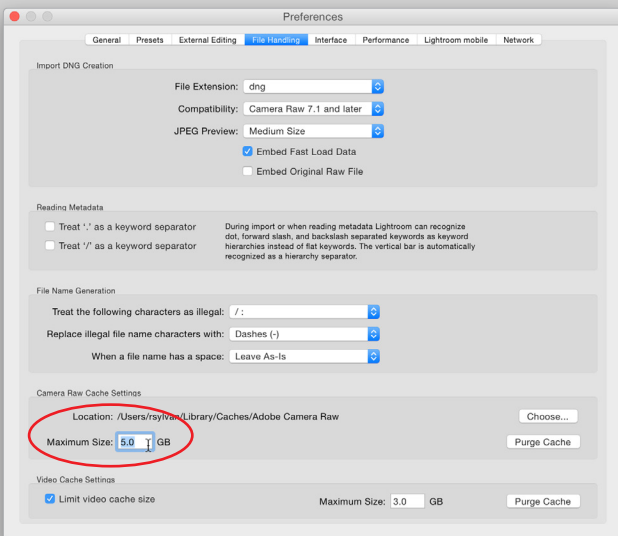 Preferences
General Presets External Editing File Handling Interface Performance Lightroom mobile Network
Import DNG Creation
File Extension: dng
Compatibility: Camera Raw 7.1 and later
JPEG Preview: Medium Size
Embed Fast Load Data
Embed Original Raw File
Reading Metadata
Treat '.' as a keyword separator
Treat '/' as a keyword separator
During import or when reading metadata Lightroom can recognize
dot, forward slash, and backslash separated keywords as keyword
hierarchies instead of flat keywords. The vertical bar is automatically
recognized as a hierarchy separator.
File Name Generation
Treat the following characters as illegal: / :
Replace illegal file name characters with: Dashes (-)
When a file name has a space: Leave As-Is
Camera Raw Cache Settings
Location: /Users/rsylvan/Library/Caches/Adobe Camera Raw Choose...
Maximum Size: 5.0 GB Purge Cache
Video Cache Settings
Limit video cache size Maximum Size: 3.0 GB Purge Cache